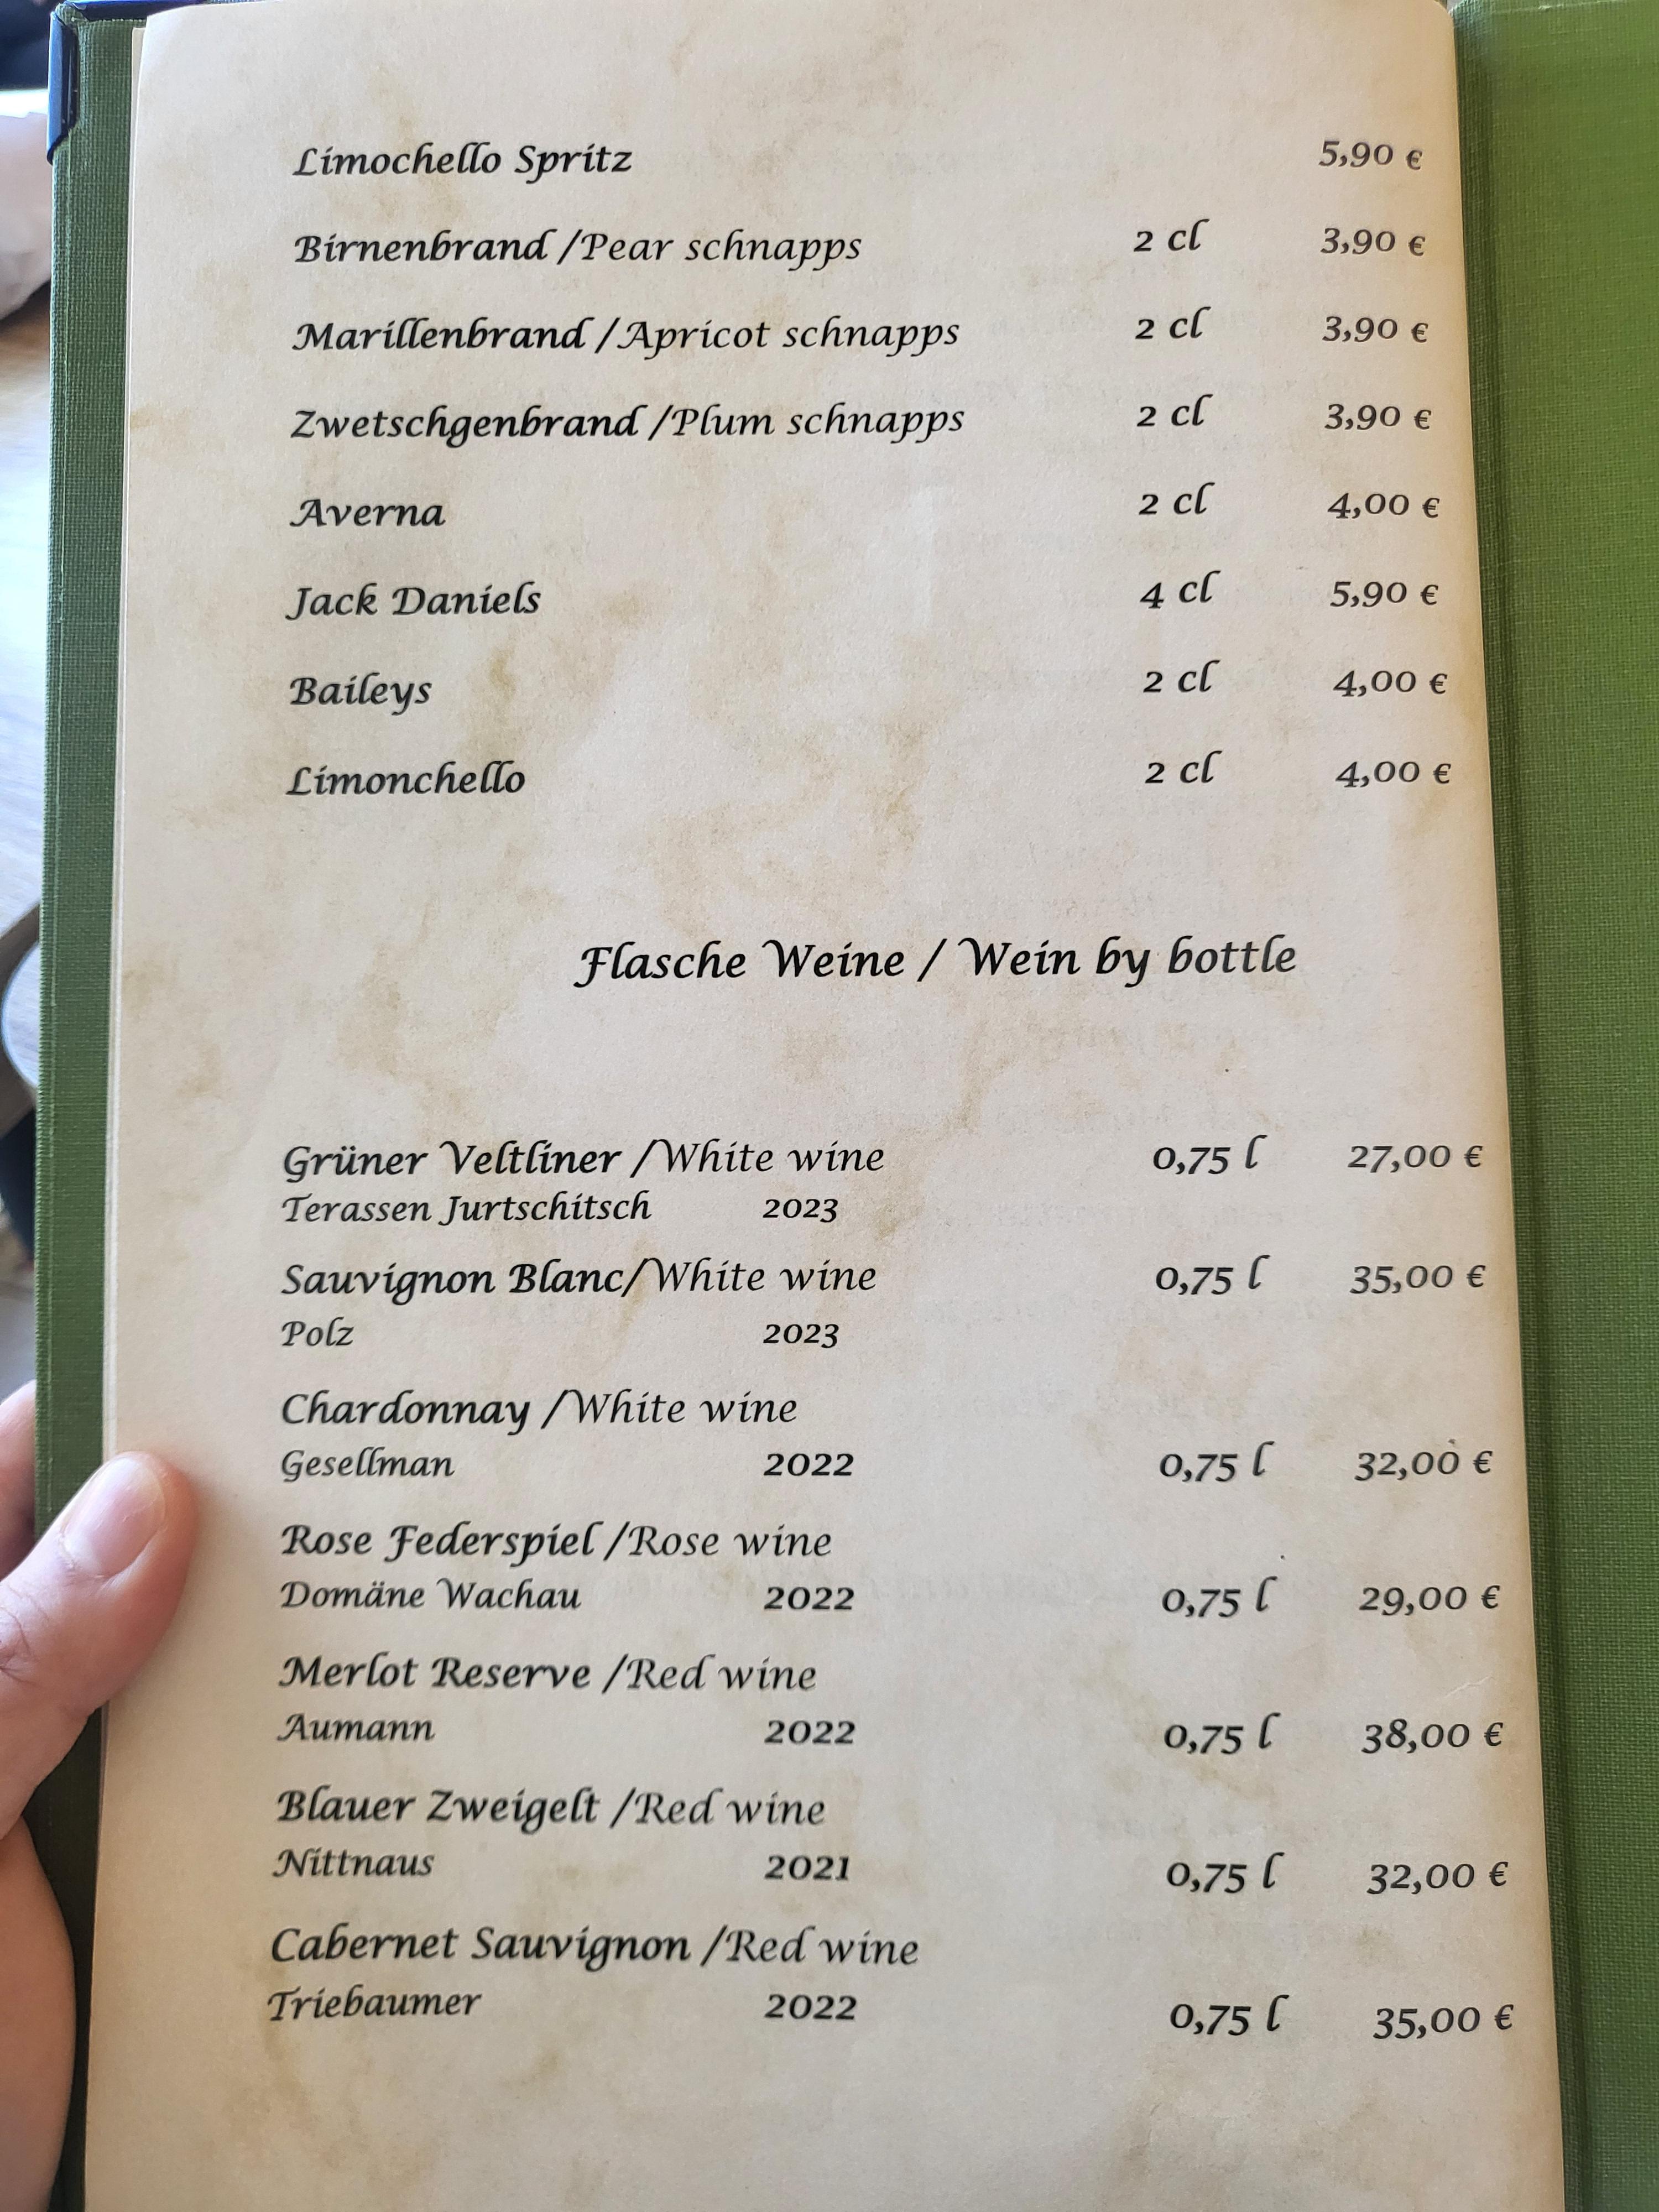 Limochello Spritz 5,90 €
Birnenbrand /Pear schnapps 2 cl 3,90 €
Marillenbrand /Apricot schnapps 2 cl 3,90 €
Zwetschgenbrand /Plum schnapps 2 cl 3,90 €
Averna 2 cl 4,00 €
Jack Daniels 4 cl 5,90 €
Baileys 2 cl 4,00 €
Limonchello 2 cl 4,00 €
Flasche Weine / Wein by bottle
Grüner Veltliner /White wine 0,75 l 27,00 €
Terassen Jurtschitsch 2023
Sauvignon Blanc/White wine 0,75 l 35,00 €
Polz 2023
Chardonnay /White wine
Gesellman 2022 0,75 l 32,00 €
Rose Federspiel /Rose wine
Domäne Wachau 2022 0,75 l 29,00 €
Merlot Reserve /Red wine
Aumann 2022 0,75 l 38,00 €
Blauer Zweigelt /Red wine
Nittnaus 2021 0,75 l 32,00 €
Cabernet Sauvignon /Red wine
Triebaumer 2022 0,75 l 35,00 €